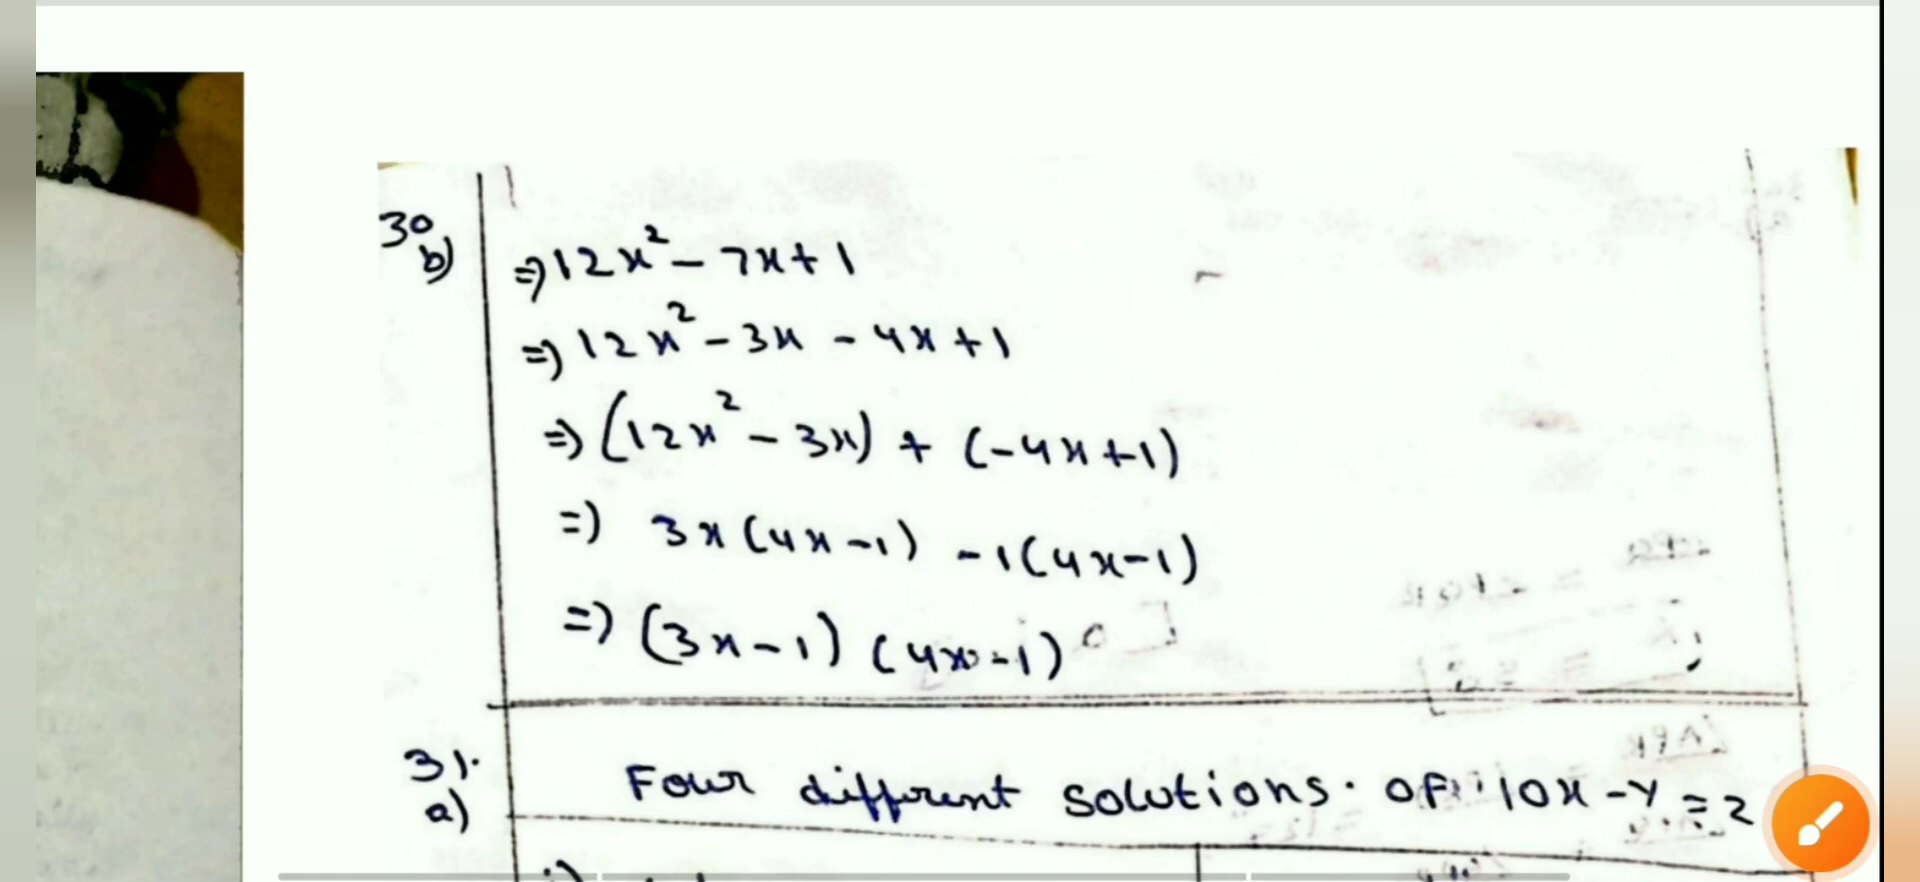 30
b) ⇒ 12x² - 7x + 1
⇒ 12x² - 3x - 4x + 1
⇒ (12x² - 3x) + (-4x + 1)
⇒ 3x(4x-1) -1(4x-1)
⇒ (3x-1) (4x-1)
31.
a) Four different solutions. OF 10x - y = 2